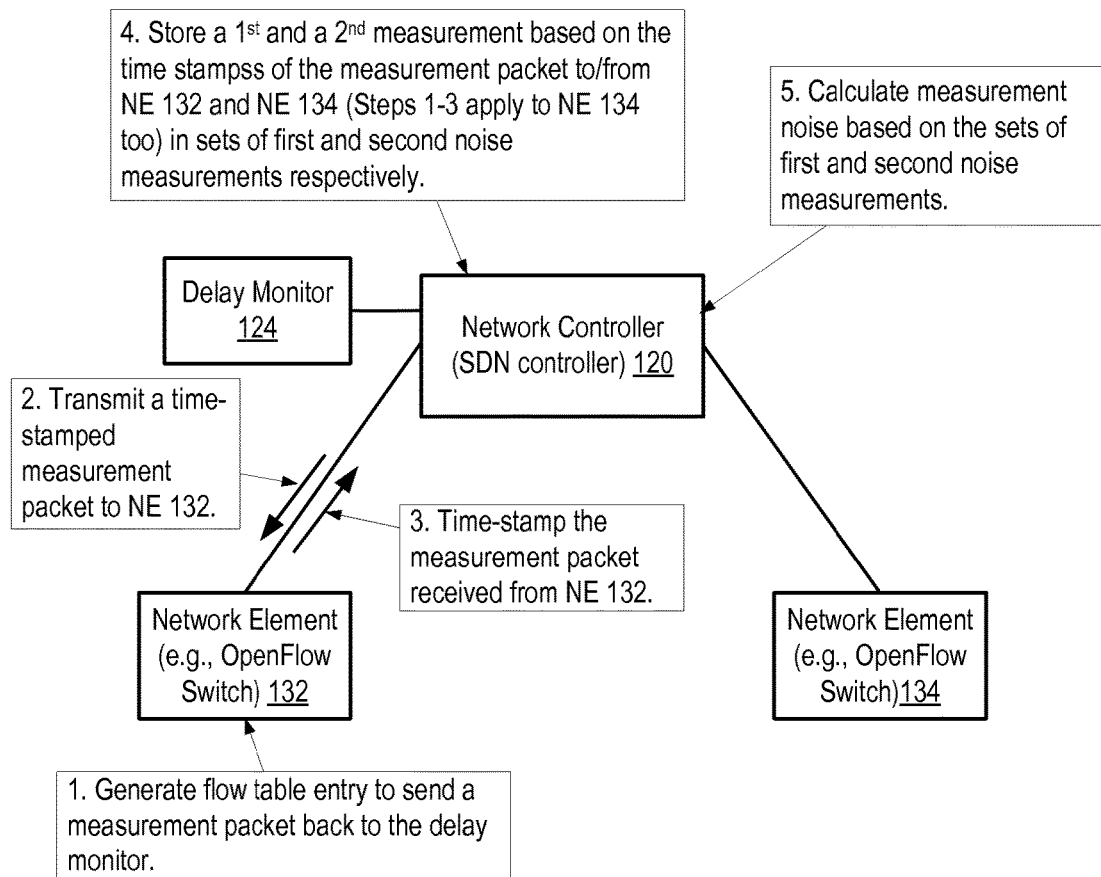 4. Store a 1st and a 2nd measurement based on the
time stampss of the measurement packet to/from
NE 132 and NE 134 (Steps 1-3 apply to NE 134
too) in sets of first and second noise
measurements respectively.
5. Calculate measurement
noise based on the sets of
first and second noise
measurements.
Delay Monitor
124
Network Controller
(SDN controller) 120
2. Transmit a time-
stamped
measurement
packet to NE 132.
3. Time-stamp the
measurement packet
received from NE 132.
Network Element
(e.g., OpenFlow
Switch) 132
Network Element
(e.g., OpenFlow
Switch)134
1. Generate flow table entry to send a
measurement packet back to the delay
monitor.